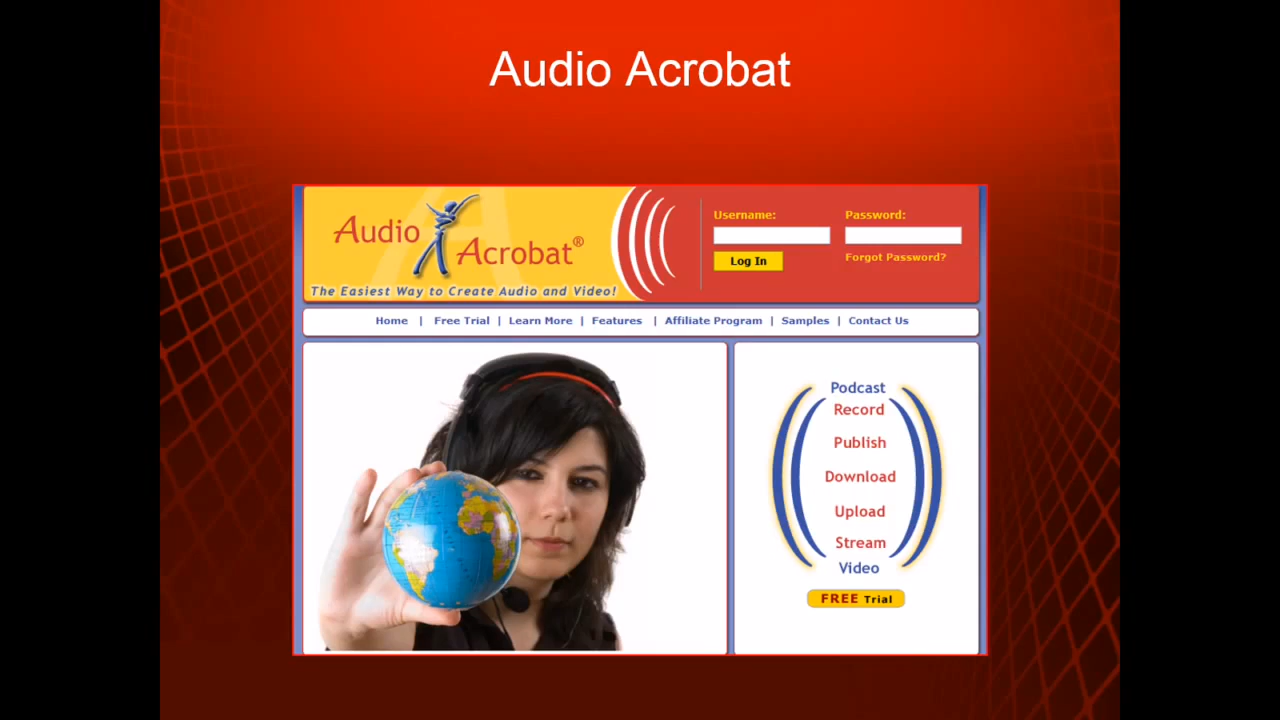 Audio Acrobat
Audio Acrobat®
The Easiest Way to Create Audio and Video!
Username:
Password:
Log In
Forgot Password?
Home | Free Trial | Learn More | Features | Affiliate Program | Samples | Contact Us
Podcast
Record
Publish
Download
Upload
Stream
Video
FREE Trial